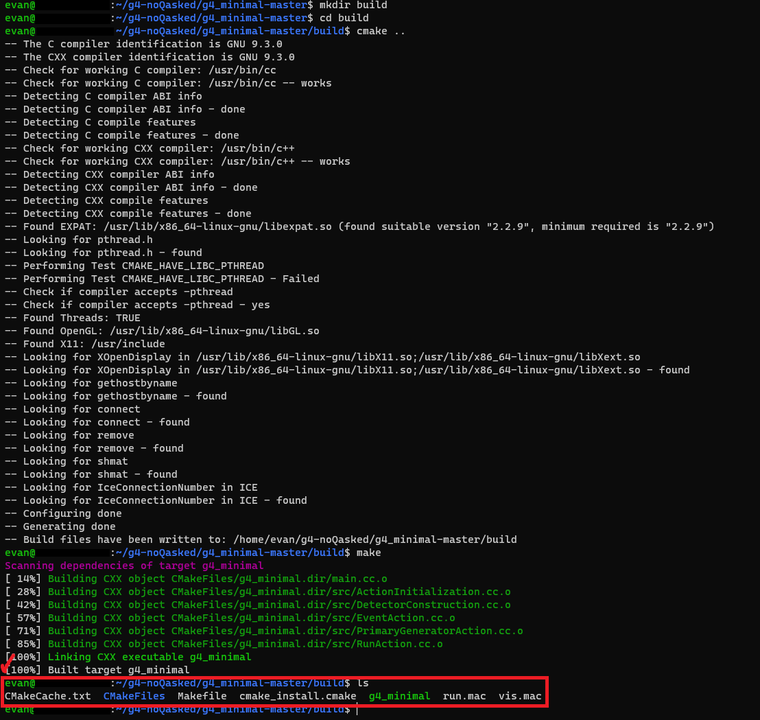 evan@ :~/g4-noQasked/g4_minimal-master$ mkdir build
evan@ :~/g4-noQasked/g4_minimal-master$ cd build
evan@ :~/g4-noQasked/g4_minimal-master/build$ cmake ..
-- The C compiler identification is GNU 9.3.0
-- The CXX compiler identification is GNU 9.3.0
-- Check for working C compiler: /usr/bin/cc
-- Check for working C compiler: /usr/bin/cc -- works
-- Detecting C compiler ABI info
-- Detecting C compiler ABI info - done
-- Detecting C compile features
-- Detecting C compile features - done
-- Check for working CXX compiler: /usr/bin/c++
-- Check for working CXX compiler: /usr/bin/c++ -- works
-- Detecting CXX compiler ABI info
-- Detecting CXX compiler ABI info - done
-- Detecting CXX compile features
-- Detecting CXX compile features - done
-- Found EXPAT: /usr/lib/x86_64-linux-gnu/libexpat.so (found suitable version "2.2.9", minimum required is "2.2.9")
-- Looking for pthread.h
-- Looking for pthread.h - found
-- Performing Test CMAKE_HAVE_LIBC_PTHREAD
-- Performing Test CMAKE_HAVE_LIBC_PTHREAD - Failed
-- Check if compiler accepts -pthread
-- Check if compiler accepts -pthread - yes
-- Found Threads: TRUE
-- Found OpenGL: /usr/lib/x86_64-linux-gnu/libGL.so
-- Found X11: /usr/include
-- Looking for XOpenDisplay in /usr/lib/x86_64-linux-gnu/libX11.so;/usr/lib/x86_64-linux-gnu/libXext.so
-- Looking for XOpenDisplay in /usr/lib/x86_64-linux-gnu/libX11.so;/usr/lib/x86_64-linux-gnu/libXext.so - found
-- Looking for gethostbyname
-- Looking for gethostbyname - found
-- Looking for connect
-- Looking for connect - found
-- Looking for remove
-- Looking for remove - found
-- Looking for shmat
-- Looking for shmat - found
-- Looking for IceConnectionNumber in ICE
-- Looking for IceConnectionNumber in ICE - found
-- Configuring done
-- Generating done
-- Build files have been written to: /home/evan/g4-noQasked/g4_minimal-master/build
evan@ :~/g4-noQasked/g4_minimal-master/build$ make
Scanning dependencies of target g4_minimal
[ 14%] Building CXX object CMakeFiles/g4_minimal.dir/main.cc.o
[ 28%] Building CXX object CMakeFiles/g4_minimal.dir/src/ActionInitialization.cc.o
[ 42%] Building CXX object CMakeFiles/g4_minimal.dir/src/DetectorConstruction.cc.o
[ 57%] Building CXX object CMakeFiles/g4_minimal.dir/src/EventAction.cc.o
[ 71%] Building CXX object CMakeFiles/g4_minimal.dir/src/PrimaryGeneratorAction.cc.o
[ 85%] Building CXX object CMakeFiles/g4_minimal.dir/src/RunAction.cc.o
[100%] Linking CXX executable g4_minimal
[100%] Built target g4_minimal
evan@ :~/g4-noQasked/g4_minimal-master/build$ ls
CMakeCache.txt CMakeFiles Makefile cmake_install.cmake g4_minimal run.mac vis.mac
evan@ :~/g4-noQasked/g4_minimal-master/build$